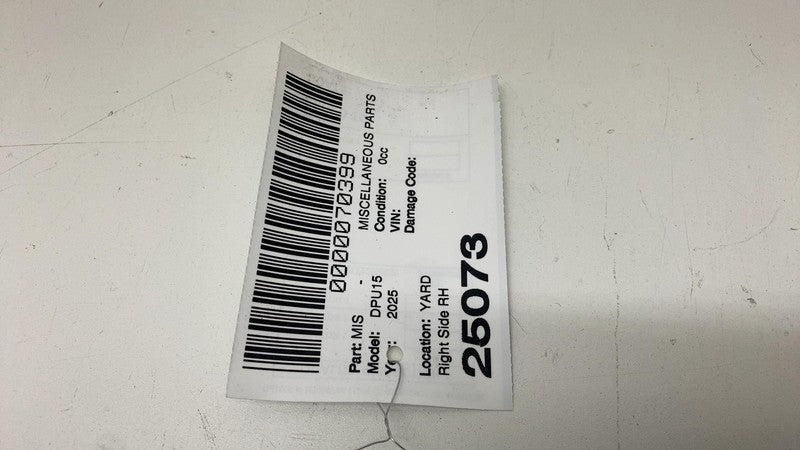 0000070399
Part: MIS - MISCELLANEOUS PARTS
Model: DPU15 Condition: 0cc
Year: 2025 VIN:
Damage Code:
Location: YARD
Right Side RH
25073